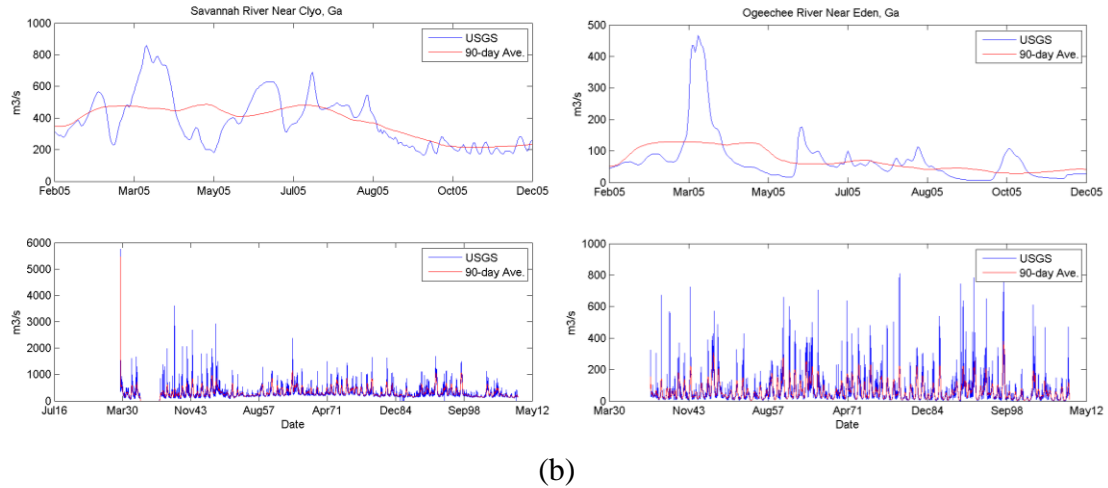 Savannah River Near Clyo, Ga
1000
800
600
400
200
0
m3/s
USGS
90-day Ave.
Feb05 Mar05 May05 Jul05 Aug05 Oct05 Dec05
Ogeechee River Near Eden, Ga
500
400
300
200
100
0
m3/s
USGS
90-day Ave.
Feb05 Mar05 May05 Jul05 Aug05 Oct05 Dec05
6000
5000
4000
3000
2000
1000
0
m3/s
USGS
90-day Ave.
Jul16 Mar30 Nov43 Aug57 Apr71 Dec84 Sep98 May12
Date
1000
800
600
400
200
0
m3/s
USGS
90-day Ave.
Mar30 Nov43 Aug57 Apr71 Dec84 Sep98 May12
Date
(b)